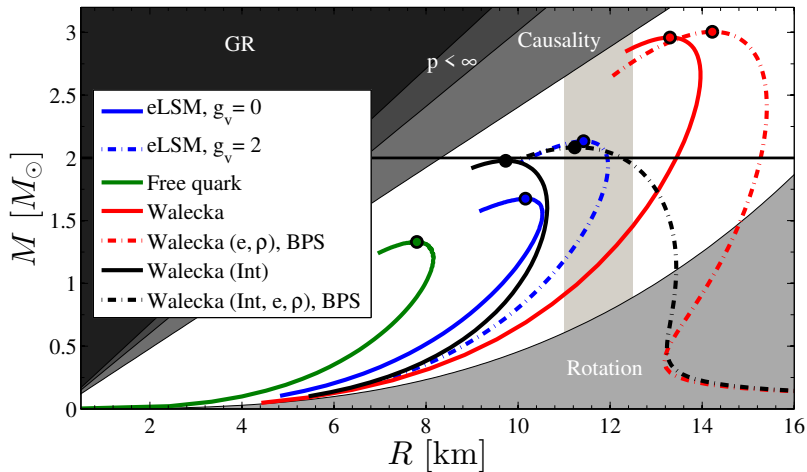 GR
Causality
p < ∞
eLSM, g_v = 0
eLSM, g_v = 2
Free quark
Walecka
Walecka (e, ρ), BPS
Walecka (Int)
Walecka (Int, e, ρ), BPS
Rotation
M [M_⊙]
3
2.5
2
1.5
1
0.5
0
2 4 6 8 10 12 14 16
R [km]